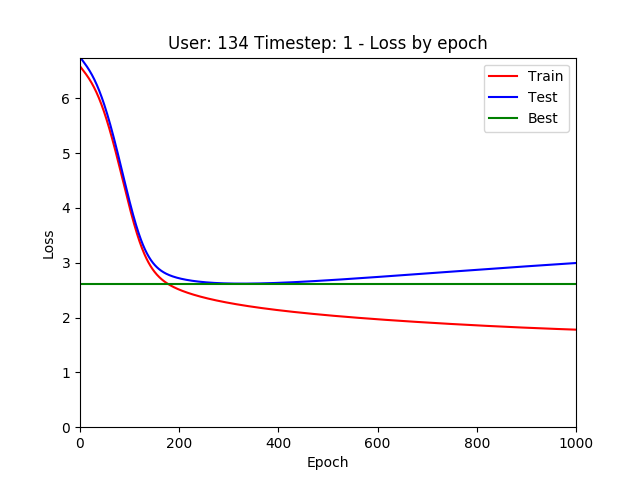 User: 134 Timestep: 1 - Loss by epoch
Train
Test
Best
6
5
4
3
2
1
0
Loss
0 200 400 600 800 1000
Epoch